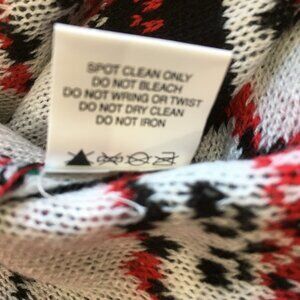 SPOT CLEAN ONLY
DO NOT BLEACH
DO NOT WRING OR TWIST
DO NOT DRY CLEAN
DO NOT IRON